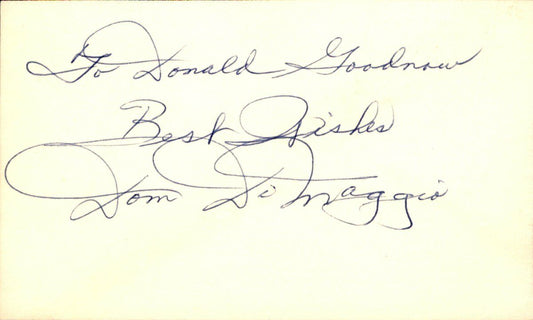 To Donald Goodnow
Best Wishes
Dom DiMaggio